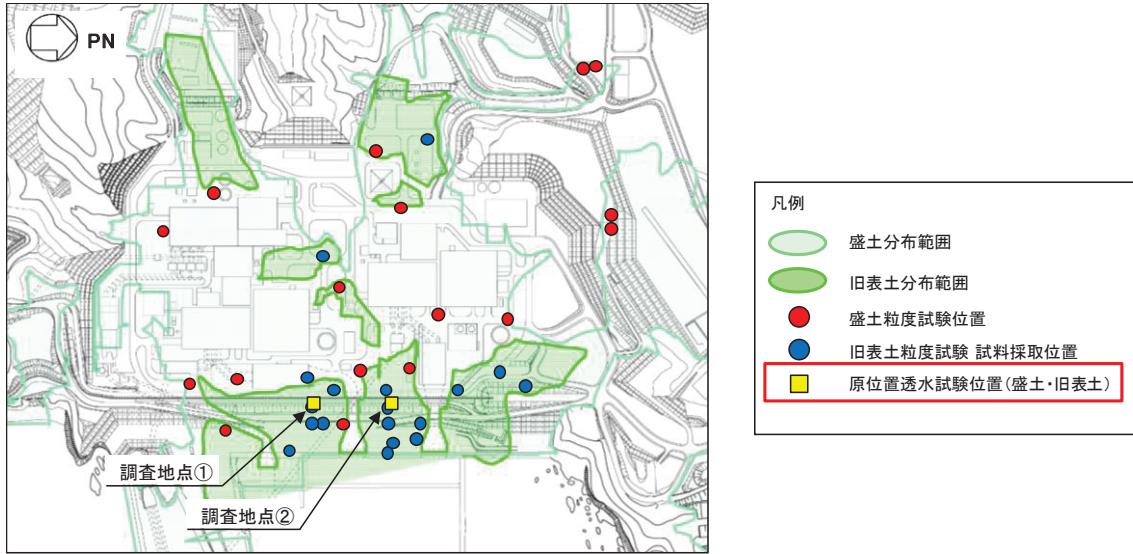 PN
調査地点①
調査地点②
凡例
盛土分布範囲
旧表土分布範囲
盛土粒度試験位置
旧表土粒度試験 試料採取位置
原位置透水試験位置(盛土・旧表土)